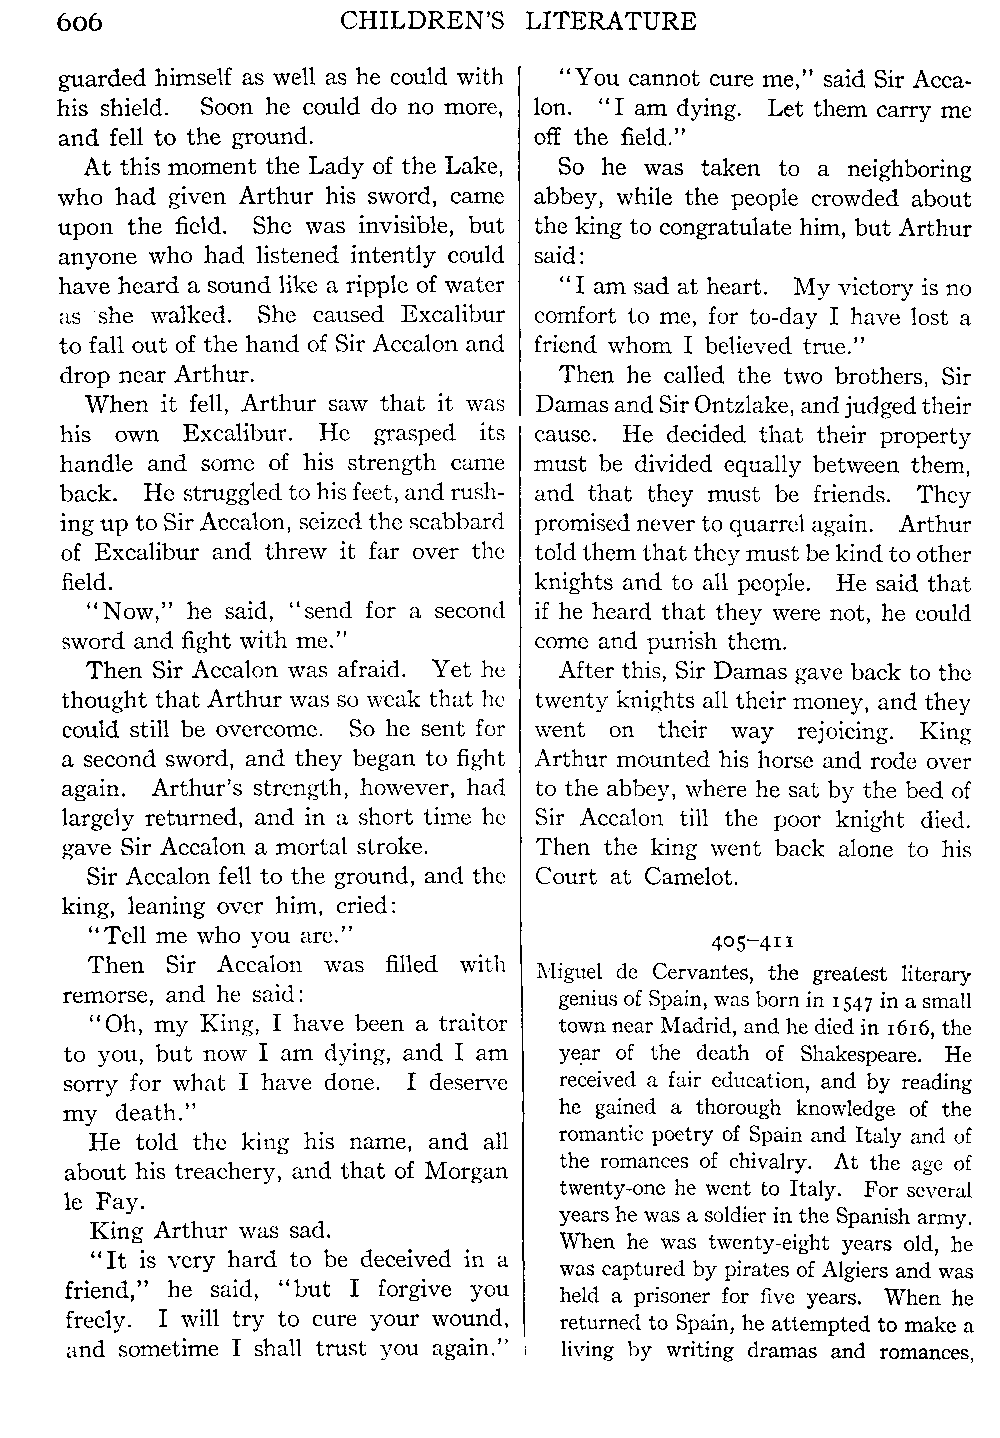 606 CHILDREN'S LITERATURE
guarded himself as well as he could with
his shield. Soon he could do no more,
and fell to the ground.
At this moment the Lady of the Lake,
who had given Arthur his sword, came
upon the field. She was invisible, but
anyone who had listened intently could
have heard a sound like a ripple of water
as she walked. She caused Excalibur
to fall out of the hand of Sir Accalon and
drop near Arthur.
When it fell, Arthur saw that it was
his own Excalibur. He grasped its
handle and some of his strength came
back. He struggled to his feet, and rush-
ing up to Sir Accalon, seized the scabbard
of Excalibur and threw it far over the
field.
"Now," he said, "send for a second
sword and fight with me."
Then Sir Accalon was afraid. Yet he
thought that Arthur was so weak that he
could still be overcome. So he sent for
a second sword, and they began to fight
again. Arthur's strength, however, had
largely returned, and in a short time he
gave Sir Accalon a mortal stroke.
Sir Accalon fell to the ground, and the
king, leaning over him, cried:
"Tell me who you are."
Then Sir Accalon was filled with
remorse, and he said:
"Oh, my King, I have been a traitor
to you, but now I am dying, and I am
sorry for what I have done. I deserve
my death."
He told the king his name, and all
about his treachery, and that of Morgan
le Fay.
King Arthur was sad.
"It is very hard to be deceived in a
friend," he said, "but I forgive you
freely. I will try to cure your wound,
and sometime I shall trust you again."
"You cannot cure me," said Sir Acca-
lon. "I am dying. Let them carry me
off the field."
So he was taken to a neighboring
abbey, while the people crowded about
the king to congratulate him, but Arthur
said:
"I am sad at heart. My victory is no
comfort to me, for to-day I have lost a
friend whom I believed true."
Then he called the two brothers, Sir
Damas and Sir Ontzlake, and judged their
cause. He decided that their property
must be divided equally between them,
and that they must be friends. They
promised never to quarrel again. Arthur
told them that they must be kind to other
knights and to all people. He said that
if he heard that they were not, he could
come and punish them.
After this, Sir Damas gave back to the
twenty knights all their money, and they
went on their way rejoicing. King
Arthur mounted his horse and rode over
to the abbey, where he sat by the bed of
Sir Accalon till the poor knight died.
Then the king went back alone to his
Court at Camelot.
405–411
Miguel de Cervantes, the greatest literary
genius of Spain, was born in 1547 in a small
town near Madrid, and he died in 1616, the
year of the death of Shakespeare. He
received a fair education, and by reading
he gained a thorough knowledge of the
romantic poetry of Spain and Italy and of
the romances of chivalry. At the age of
twenty-one he went to Italy. For several
years he was a soldier in the Spanish army.
When he was twenty-eight years old, he
was captured by pirates of Algiers and was
held a prisoner for five years. When he
returned to Spain, he attempted to make a
living by writing dramas and romances,